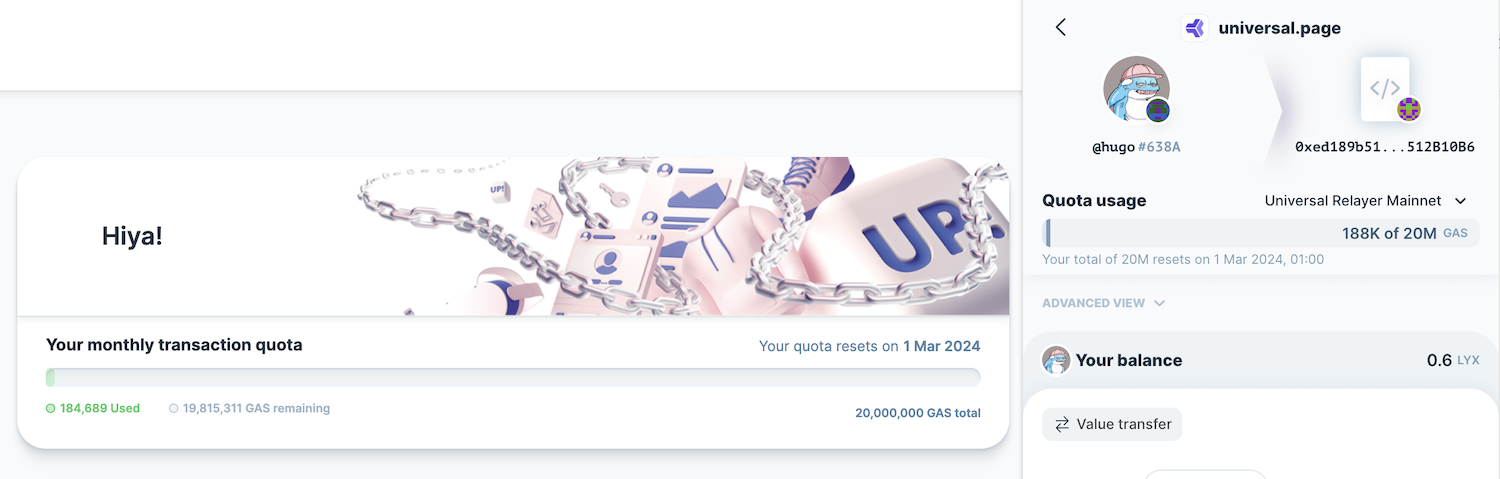 Hiya!
UP!
UP!
Your monthly transaction quota
Your quota resets on 1 Mar 2024
184,689 Used
19,815,311 GAS remaining
20,000,000 GAS total
universal.page
@hugo #638A
0xed189b51...512B10B6
Quota usage
Universal Relayer Mainnet
188K of 20M GAS
Your total of 20M resets on 1 Mar 2024, 01:00
ADVANCED VIEW
Your balance
0.6 LYX
Value transfer